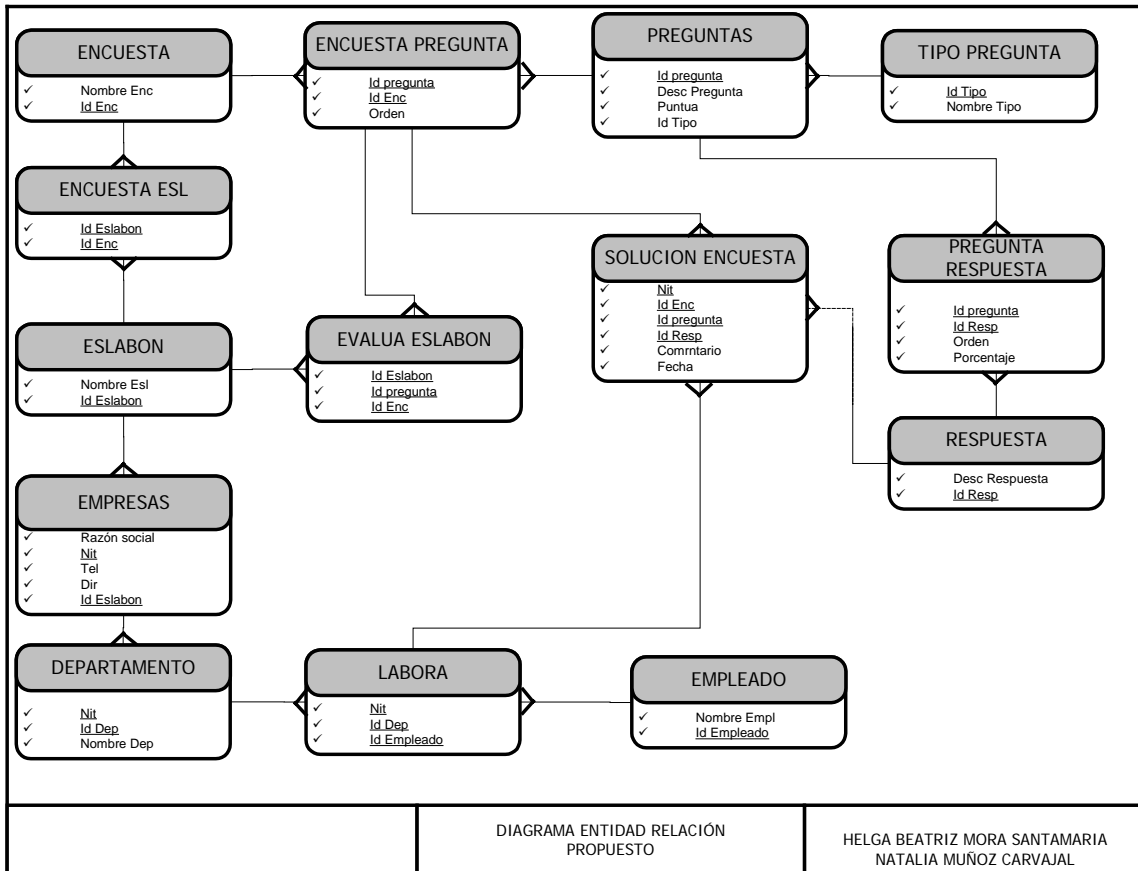 ENCUESTA
✓ Nombre Enc
✓ Id Enc
ENCUESTA PREGUNTA
✓ Id pregunta
✓ Id Enc
✓ Orden
PREGUNTAS
✓ Id pregunta
✓ Desc Pregunta
✓ Puntua
✓ Id Tipo
TIPO PREGUNTA
✓ Id Tipo
✓ Nombre Tipo
ENCUESTA ESL
✓ Id Eslabon
✓ Id Enc
SOLUCION ENCUESTA
✓ Nit
✓ Id Enc
✓ Id pregunta
✓ Id Resp
✓ Comrntario
✓ Fecha
PREGUNTA
RESPUESTA
✓ Id pregunta
✓ Id Resp
✓ Orden
✓ Porcentaje
ESLABON
✓ Nombre Esl
✓ Id Eslabon
EVALUA ESLABON
✓ Id Eslabon
✓ Id pregunta
✓ Id Enc
RESPUESTA
✓ Desc Respuesta
✓ Id Resp
EMPRESAS
✓ Razón social
✓ Nit
✓ Tel
✓ Dir
✓ Id Eslabon
DEPARTAMENTO
✓ Nit
✓ Id Dep
✓ Nombre Dep
LABORA
✓ Nit
✓ Id Dep
✓ Id Empleado
EMPLEADO
✓ Nombre Empl
✓ Id Empleado
DIAGRAMA ENTIDAD RELACIÓN
PROPUESTO
HELGA BEATRIZ MORA SANTAMARIA
NATALIA MUÑOZ CARVAJAL